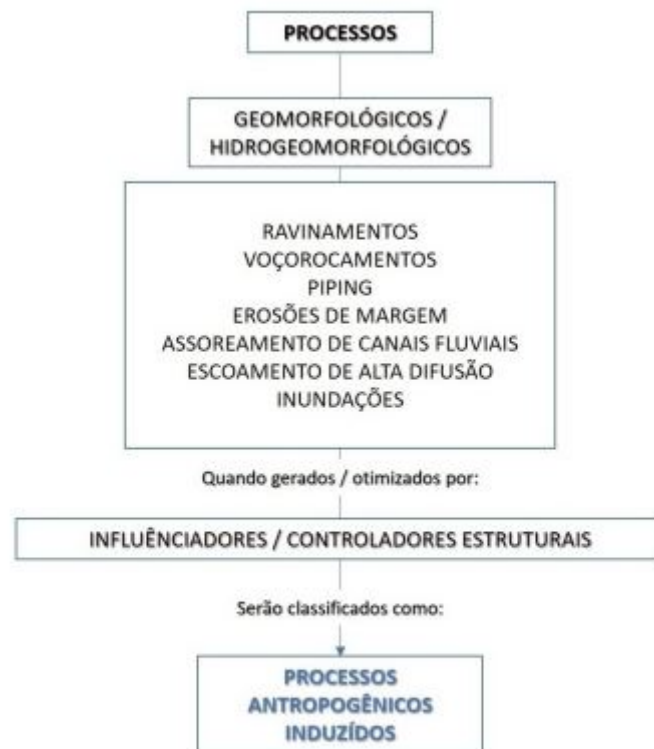 PROCESSOS
GEOMORFOLÓGICOS /
HIDROGEOMORFOLÓGICOS
RAVINAMENTOS
VOÇOROCAMENTOS
PIPING
EROSÕES DE MARGEM
ASSOREAMENTO DE CANAIS FLUVIAIS
ESCOAMENTO DE ALTA DIFUSÃO
INUNDAÇÕES
Quando gerados / otimizados por:
INFLUÊNCIADORES / CONTROLADORES ESTRUTURAIS
Serão classificados como:
PROCESSOS
ANTROPOGÊNICOS
INDUZÍDOS